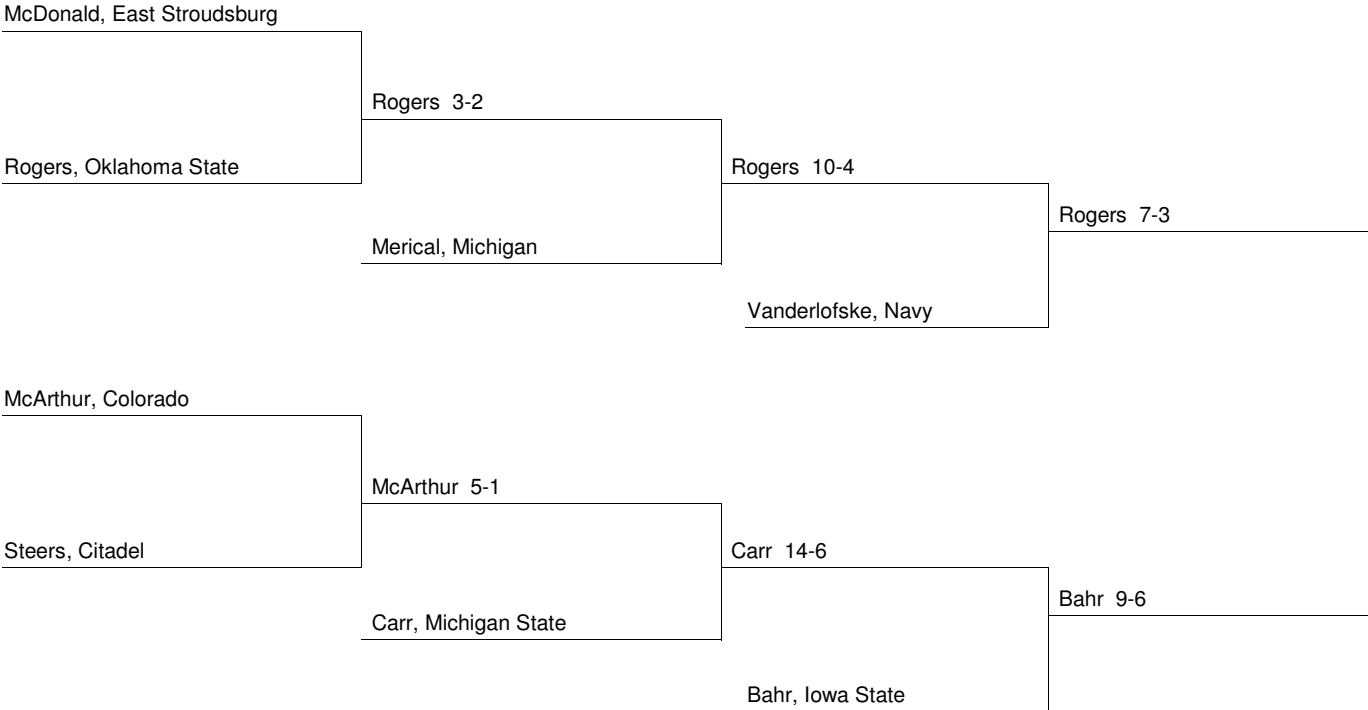 McDonald, East Stroudsburg
Rogers 3-2
Rogers, Oklahoma State
Rogers 10-4
Rogers 7-3
Merical, Michigan
Vanderlofske, Navy
McArthur, Colorado
McArthur 5-1
Steers, Citadel
Carr 14-6
Bahr 9-6
Carr, Michigan State
Bahr, Iowa State